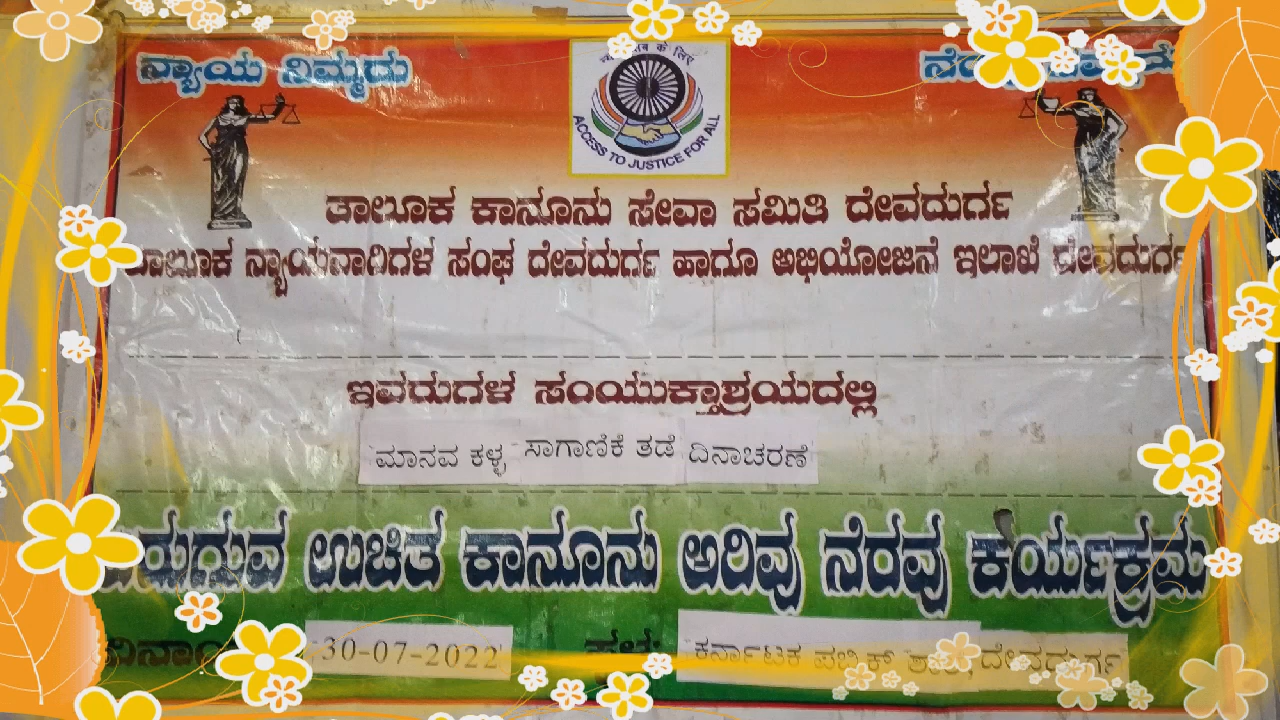 ನ್ಯಾಯ ನಿಮ್ಮದು
ಕೆ ಲಿए
ACCESS TO JUSTICE FOR ALL
ತಾಲೂಕ ಕಾನೂನು ಸೇವಾ ಸಮಿತಿ ದೇವದುರ್ಗ
ತಾಲೂಕ ನ್ಯಾಯವಾದಿಗಳ ಸಂಘ ದೇವದುರ್ಗ ಹಾಗೂ ಅಭಿಯೋಜನೆ ಇಲಾಖೆ ದೇವದುರ್ಗ
ಇವರುಗಳ ಸಂಯುಕ್ತಾಶ್ರಯದಲ್ಲಿ
ಮಾನವ ಕಳ್ಳ ಸಾಗಾಣಿಕೆ ತಡೆ ದಿನಾಚರಣೆ
ಉಚಿತ ಕಾನೂನು ಅರಿವು ನೆರವು ಕಾರ್ಯಕ್ರಮ
30-07-2022
ಕರ್ನಾಟಕ ಪಬ್ಲಿಕ್ ಶಾಲೆ, ದೇವದುರ್ಗ